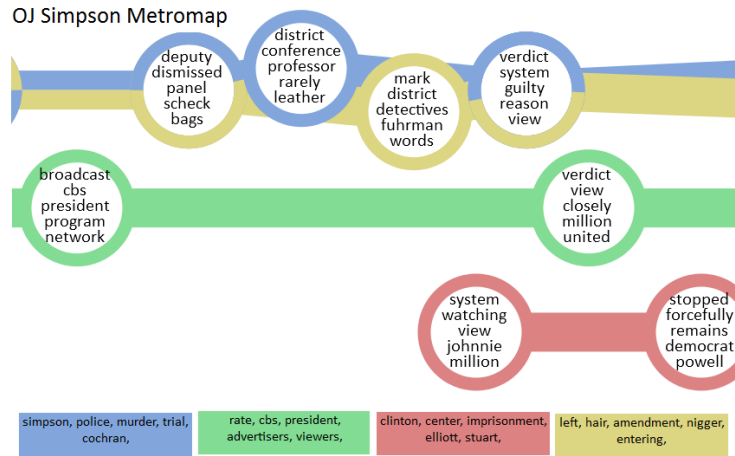 OJ Simpson Metromap
deputy
dismissed
panel
scheck
bags
district
conference
professor
rarely
leather
mark
district
detectives
fuhrman
words
verdict
system
guilty
reason
view
broadcast
cbs
president
program
network
verdict
view
closely
million
united
system
watching
view
johnnie
million
stopped
forcefully
remains
democrat
powell
simpson, police, murder, trial,
cochran,
rate, cbs, president,
advertisers, viewers,
clinton, center, imprisonment,
elliott, stuart,
left, hair, amendment, nigger,
entering,